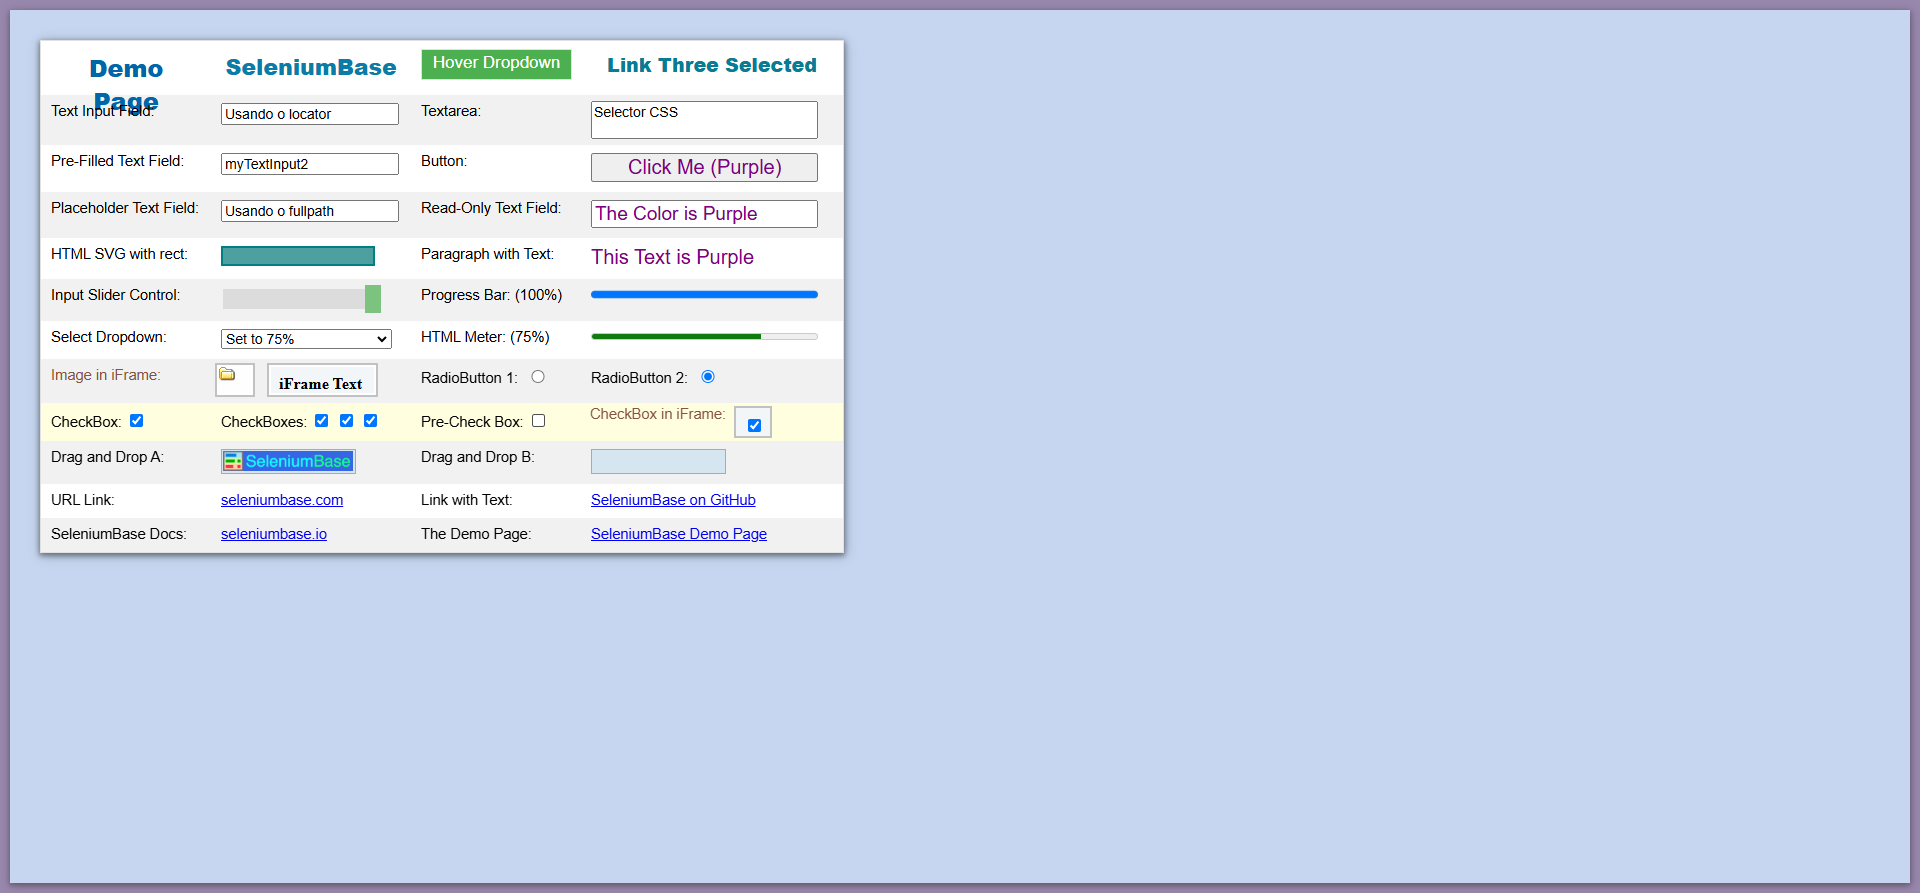 Demo
Page
SeleniumBase
Hover Dropdown
Link Three Selected
Text Input Field:
Usando o locator
Textarea:
Selector CSS
Pre-Filled Text Field:
myTextInput2
Button:
Click Me (Purple)
Placeholder Text Field:
Usando o fullpath
Read-Only Text Field:
The Color is Purple
HTML SVG with rect:
Paragraph with Text:
This Text is Purple
Input Slider Control:
Progress Bar: (100%)
Select Dropdown:
Set to 75%
HTML Meter: (75%)
Image in iFrame:
iFrame Text
RadioButton 1:
RadioButton 2:
CheckBox:
CheckBoxes:
Pre-Check Box:
CheckBox in iFrame:
Drag and Drop A:
SeleniumBase
Drag and Drop B:
URL Link:
seleniumbase.com
Link with Text:
SeleniumBase on GitHub
SeleniumBase Docs:
seleniumbase.io
The Demo Page:
SeleniumBase Demo Page